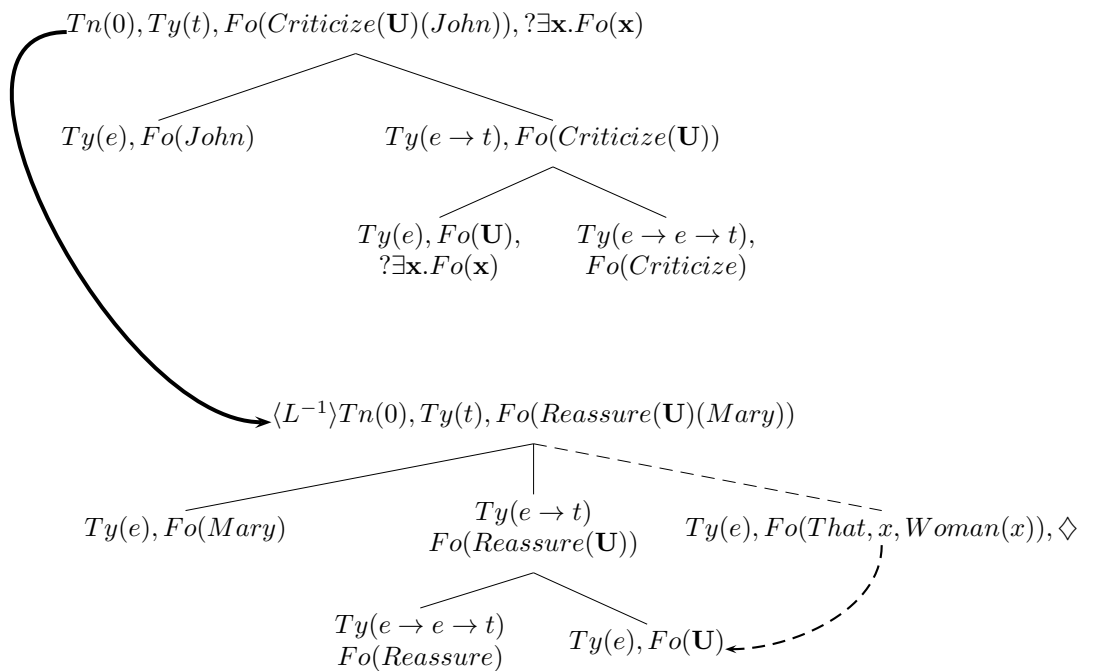 Tn(0), Ty(t), Fo(Criticize(U)(John)), ?∃x.Fo(x)
Ty(e), Fo(John) Ty(e → t), Fo(Criticize(U))
Ty(e), Fo(U), Ty(e → e → t),
?∃x.Fo(x) Fo(Criticize)
⟨L⁻¹⟩Tn(0), Ty(t), Fo(Reassure(U)(Mary))
Ty(e), Fo(Mary) Ty(e → t) Ty(e), Fo(That, x, Woman(x)), ♢
Fo(Reassure(U))
Ty(e → e → t) Ty(e), Fo(U)
Fo(Reassure)